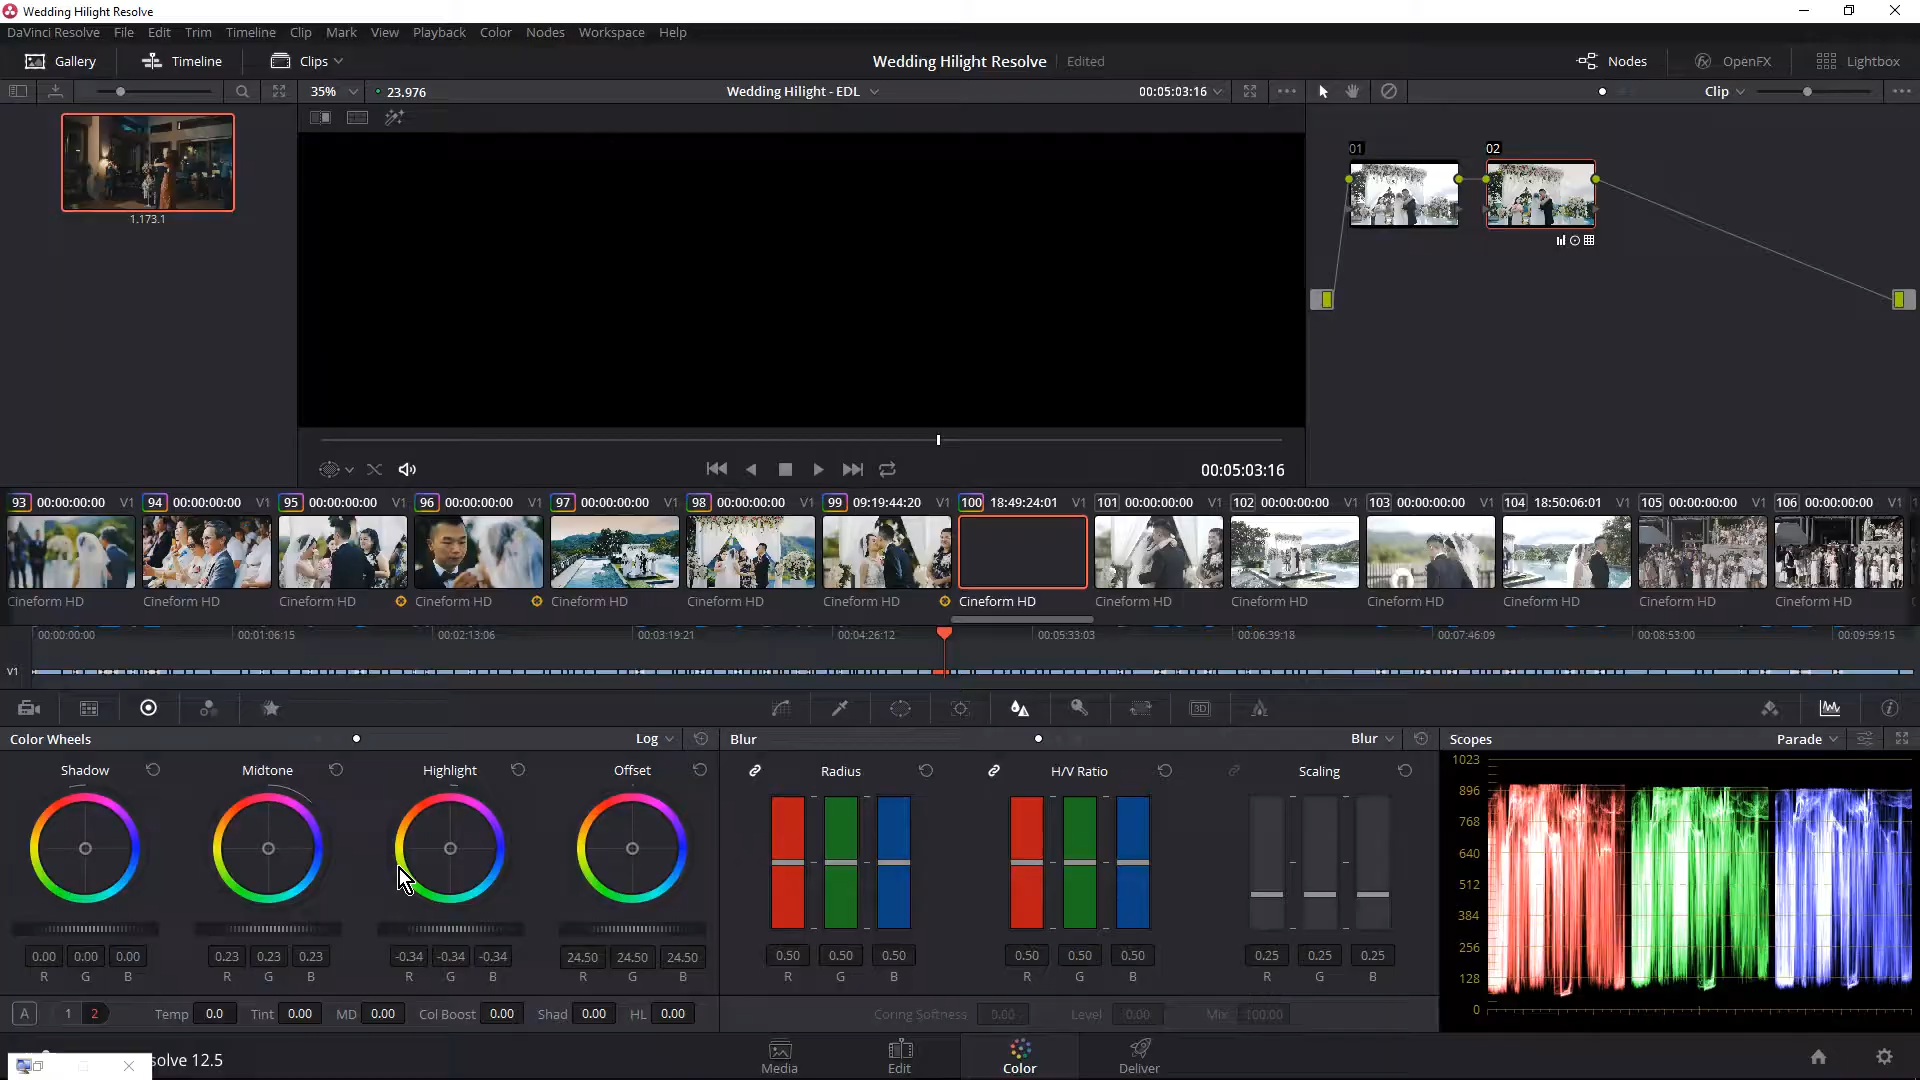 Wedding Hilight Resolve
DaVinci Resolve File Edit Trim Timeline Clip Mark View Playback Color Nodes Workspace Help
Gallery Timeline Clips Wedding Hilight Resolve Edited Nodes OpenFX Lightbox
35% 23.976 Wedding Hilight - EDL 00:05:03:16 Clip
01 02
1.173.1
00:05:03:16
93 00:00:00:00 V1 94 00:00:00:00 V1 95 00:00:00:00 V1 96 00:00:00:00 V1 97 00:00:00:00 V1 98 00:00:00:00 V1 99 09:19:44:20 V1 100 18:49:24:01 V1 101 00:00:00:00 V1 102 00:00:00:00 V1 103 00:00:00:00 V1 104 18:50:06:01 V1 105 00:00:00:00 V1 106 00:00:00:00 V1
Cineform HD Cineform HD Cineform HD Cineform HD Cineform HD Cineform HD Cineform HD Cineform HD Cineform HD Cineform HD Cineform HD Cineform HD Cineform HD Cineform HD
00:00:00:00 00:01:06:15 00:02:13:06 00:03:19:21 00:04:26:12 00:05:33:03 00:06:39:18 00:07:46:09 00:08:53:00 00:09:59:15
V1
3D
Color Wheels Log Blur Blur Scopes Parade
Shadow Midtone Highlight Offset Radius H/V Ratio Scaling
1023
896
768
640
512
384
256
128
0
0.00 0.00 0.00 0.23 0.23 0.23 -0.34 -0.34 -0.34 24.50 24.50 24.50 0.50 0.50 0.50 0.50 0.50 0.50 0.25 0.25 0.25
R G B R G B R G B R G B R G B R G B R G B
A 1 2 Temp 0.0 Tint 0.00 MD 0.00 Col Boost 0.00 Shad 0.00 HL 0.00 Coring Softness 0.00 Level 0.00 Mix 100.00
solve 12.5
Media Edit Color Deliver